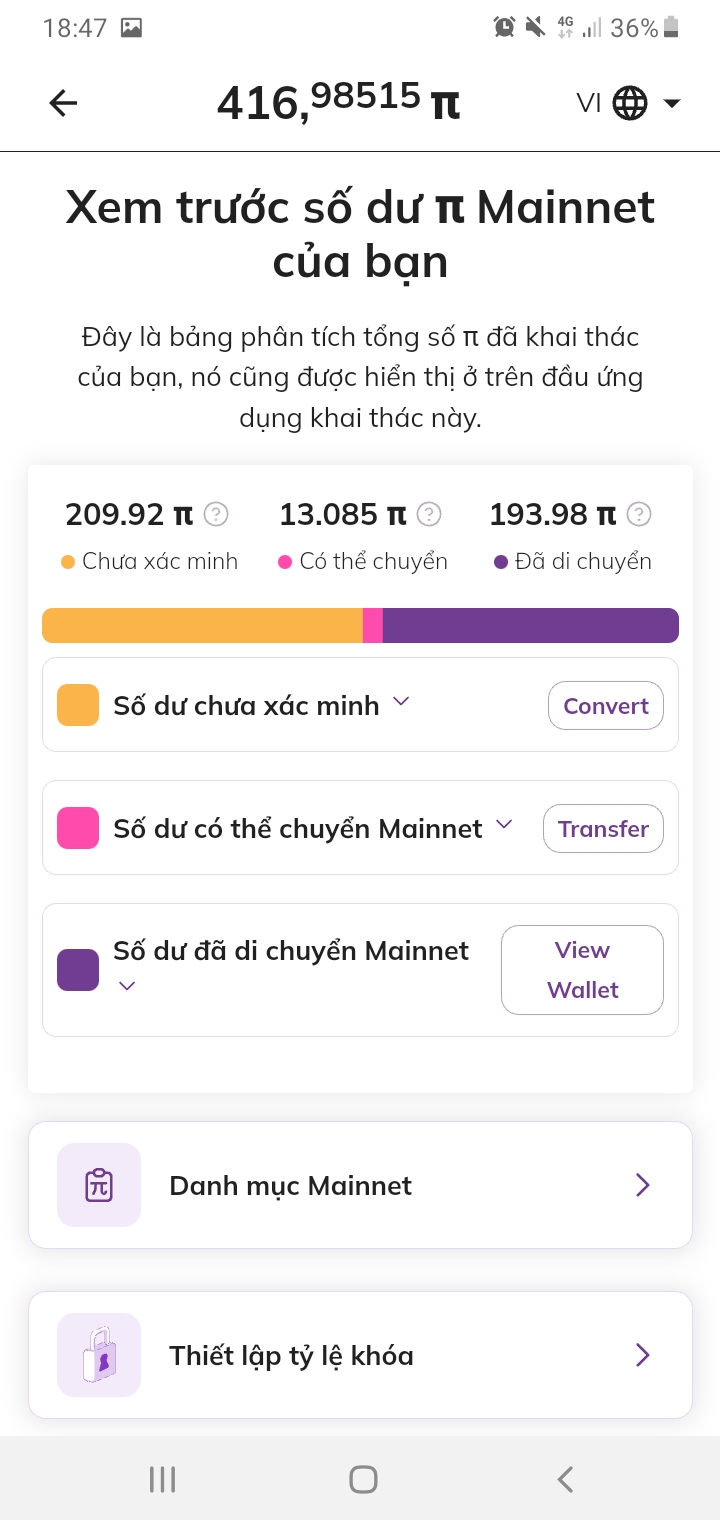 18:47 4G 36%
416,98515 π VI
Xem trước số dư π Mainnet
của bạn
Đây là bảng phân tích tổng số π đã khai thác
của bạn, nó cũng được hiển thị ở trên đầu ứng
dụng khai thác này.
209.92 π ? 13.085 π ? 193.98 π ?
Chưa xác minh Có thể chuyển Đã di chuyển
Số dư chưa xác minh Convert
Số dư có thể chuyển Mainnet Transfer
Số dư đã di chuyển Mainnet View
Wallet
π Danh mục Mainnet
Thiết lập tỷ lệ khóa